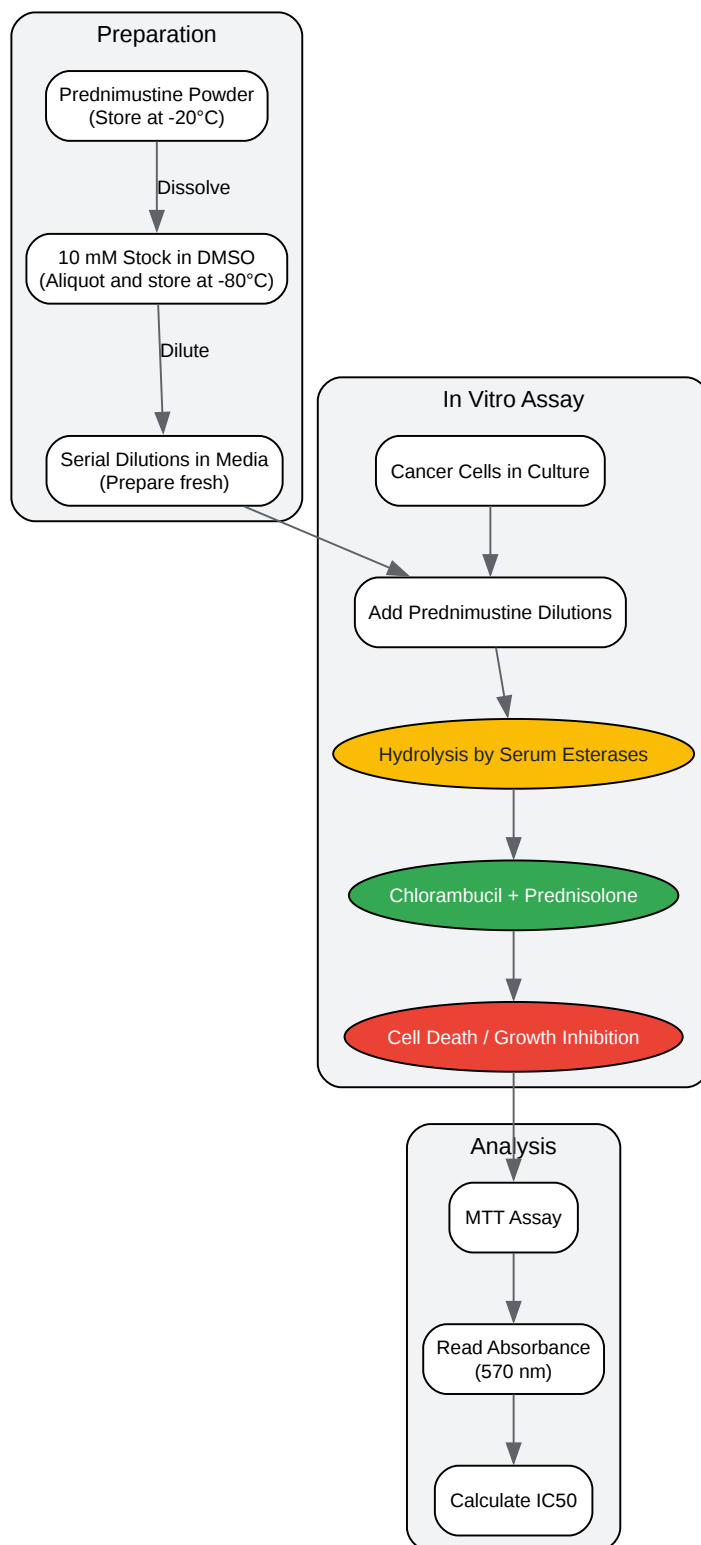 Preparation
Prednimustine Powder
(Store at -20°C)
Dissolve
10 mM Stock in DMSO
(Aliquot and store at -80°C)
Dilute
Serial Dilutions in Media
(Prepare fresh)
In Vitro Assay
Cancer Cells in Culture
Add Prednimustine Dilutions
Hydrolysis by Serum Esterases
Chlorambucil + Prednisolone
Cell Death / Growth Inhibition
Analysis
MTT Assay
Read Absorbance
(570 nm)
Calculate IC50